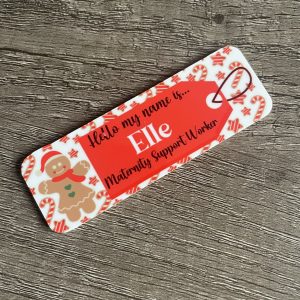 Hello my name is...
Elle
Maternity Support Worker